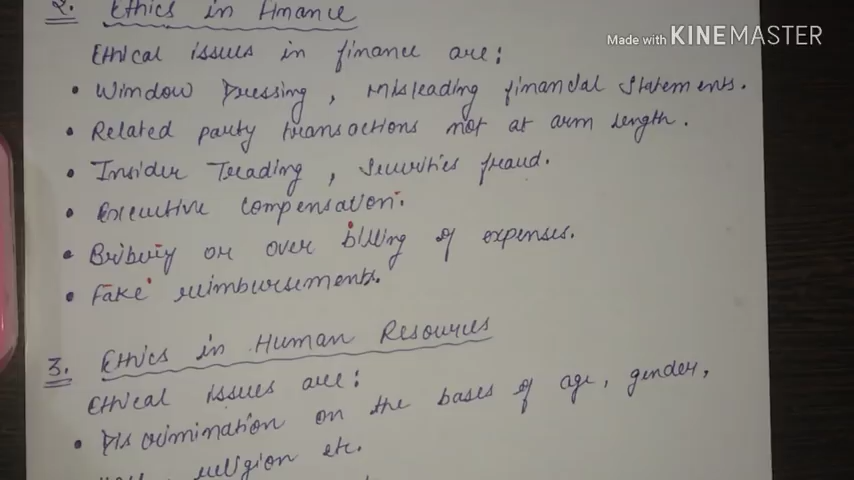 2. Ethics in Finance
Made with KINEMASTER
Ethical issues in finance are:
• Window Dressing, Misleading financial statements.
• Related party transactions not at arm length.
• Insider Trading, Securities fraud.
• Executive compensation.
• Bribery or over billing of expenses.
• Fake reimbursements.
3. Ethics in Human Resources
Ethical issues are:
• Discrimination on the bases of age, gender,
religion etc.